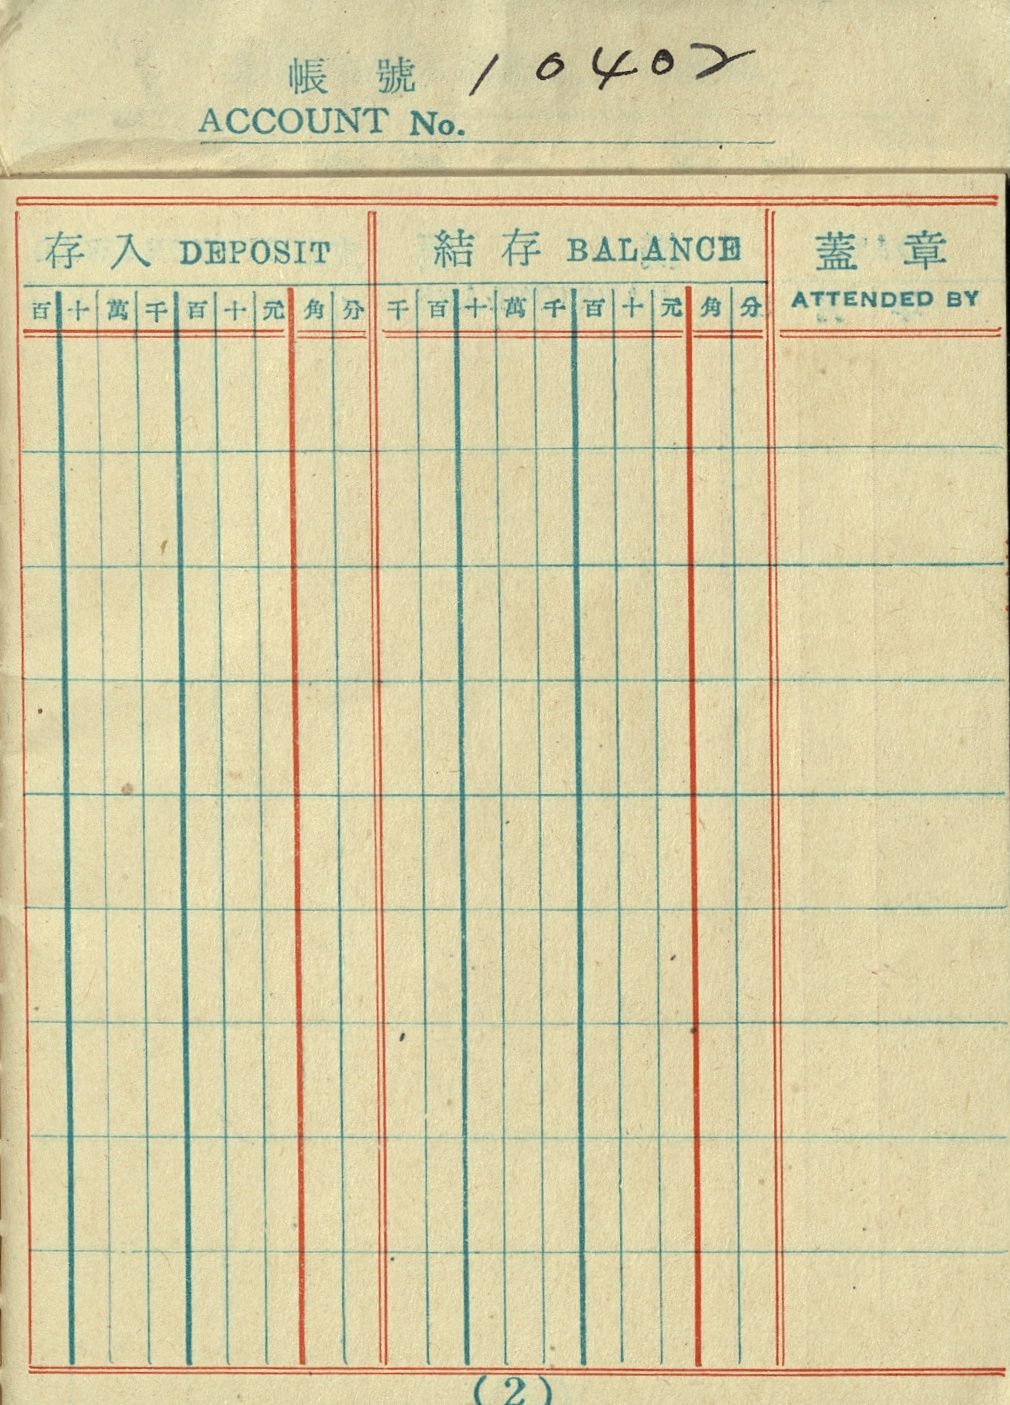 帳 號 10402
ACCOUNT No.
存 入 DEPOSIT 結 存 BALANCE 蓋 章
ATTENDED BY
百 十 萬 千 百 十 元 角 分 千 百 十 萬 千 百 十 元 角 分
(2)